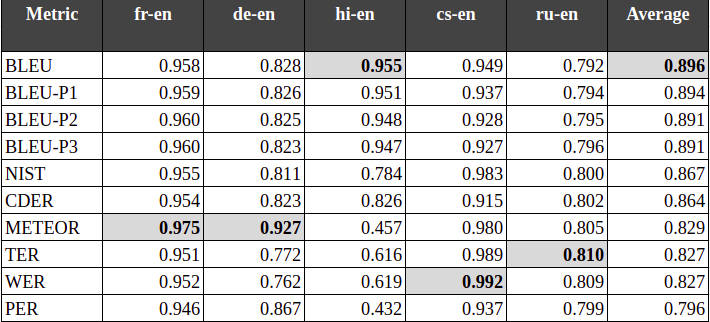 Metric fr-en de-en hi-en cs-en ru-en Average
BLEU 0.958 0.828 0.955 0.949 0.792 0.896
BLEU-P1 0.959 0.826 0.951 0.937 0.794 0.894
BLEU-P2 0.960 0.825 0.948 0.928 0.795 0.891
BLEU-P3 0.960 0.823 0.947 0.927 0.796 0.891
NIST 0.955 0.811 0.784 0.983 0.800 0.867
CDER 0.954 0.823 0.826 0.915 0.802 0.864
METEOR 0.975 0.927 0.457 0.980 0.805 0.829
TER 0.951 0.772 0.616 0.989 0.810 0.827
WER 0.952 0.762 0.619 0.992 0.809 0.827
PER 0.946 0.867 0.432 0.937 0.799 0.796